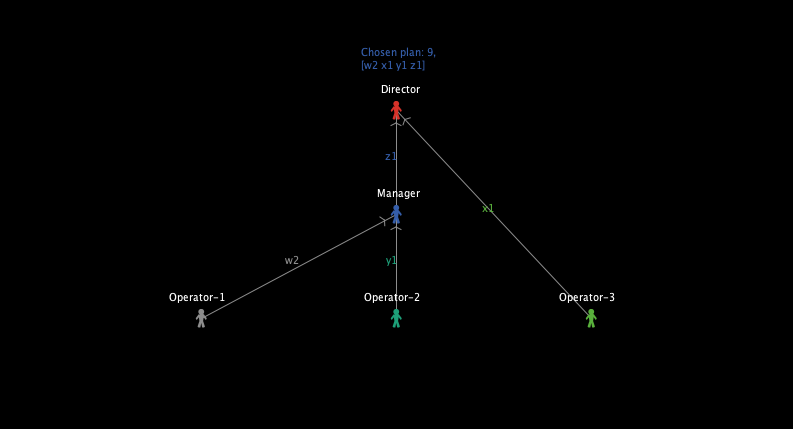 Chosen plan: 9,
[w2 x1 y1 z1]
Director
z1
Manager
x1
w2
y1
Operator-1
Operator-2
Operator-3